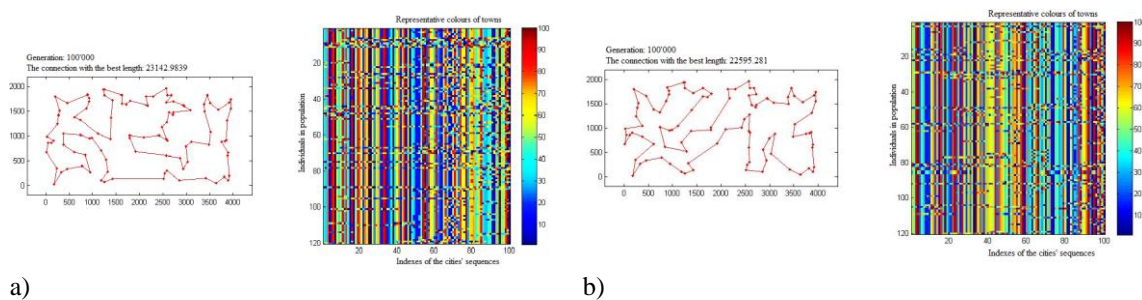 Generation: 100'000
The connection with the best length: 23142.9839
2000
1500
1000
500
0
0 500 1000 1500 2000 2500 3000 3500 4000
Representative colours of towns
Individuals in population
20
40
60
80
100
120
20 40 60 80 100
Indexes of the cities' sequences
100
90
80
70
60
50
40
30
20
10
a)
Generation: 100'000
The connection with the best length: 22595.281
2000
1500
1000
500
0
0 500 1000 1500 2000 2500 3000 3500 4000
Representative colours of towns
Individuals in population
20
40
60
80
100
120
20 40 60 80 100
Indexes of the cities' sequences
100
90
80
70
60
50
40
30
20
10
b)